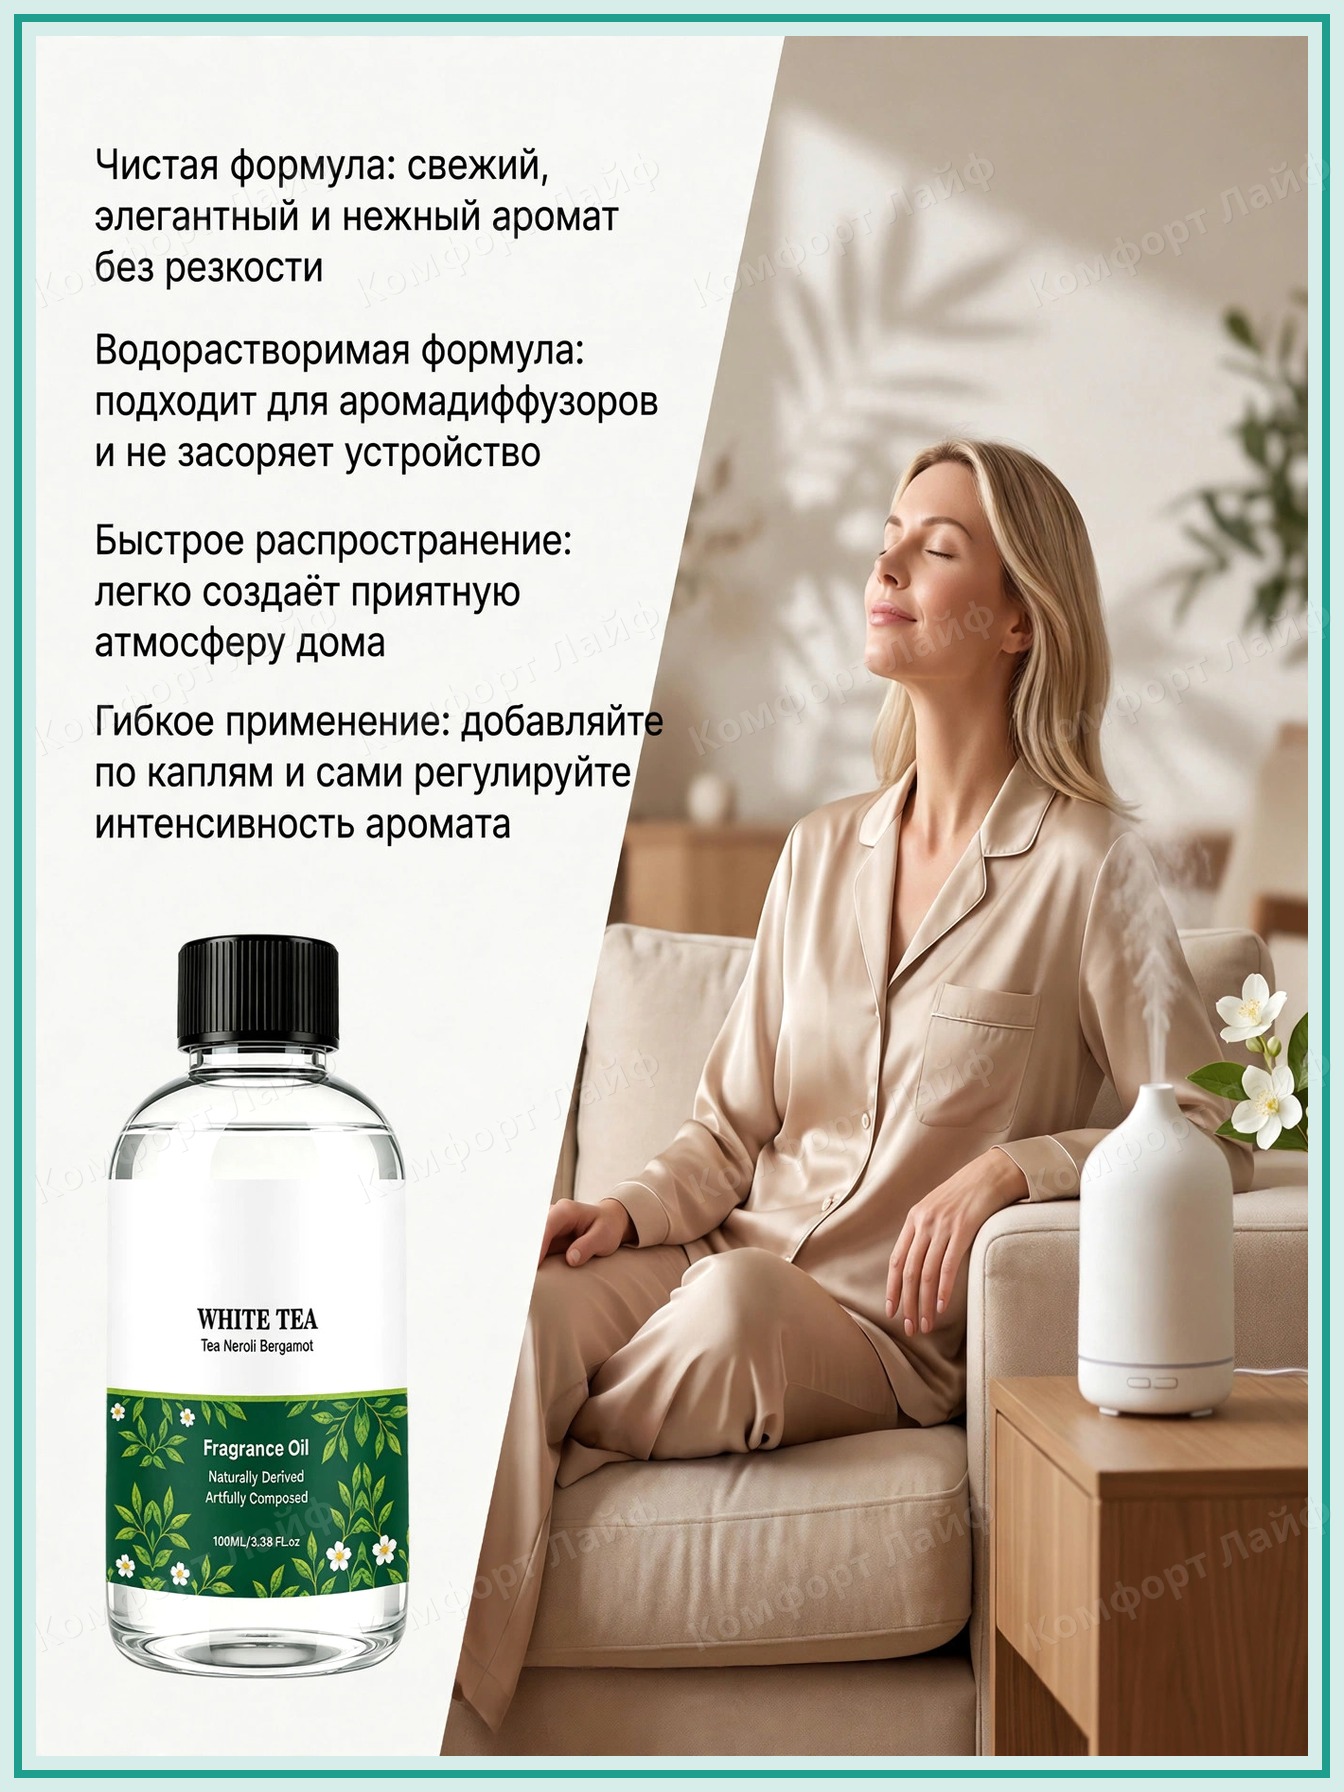 Чистая формула: свежий,
элегантный и нежный аромат
без резкости
Водорастворимая формула:
подходит для аромадиффузоров
и не засоряет устройство
Быстрое распространение:
легко создаёт приятную
атмосферу дома
Гибкое применение: добавляйте
по каплям и сами регулируйте
интенсивность аромата
WHITE TEA
Tea Neroli Bergamot
Fragrance Oil
Naturally Derived
Artfully Composed
100ML/3.38 FL.oz
Комфорт Лайф